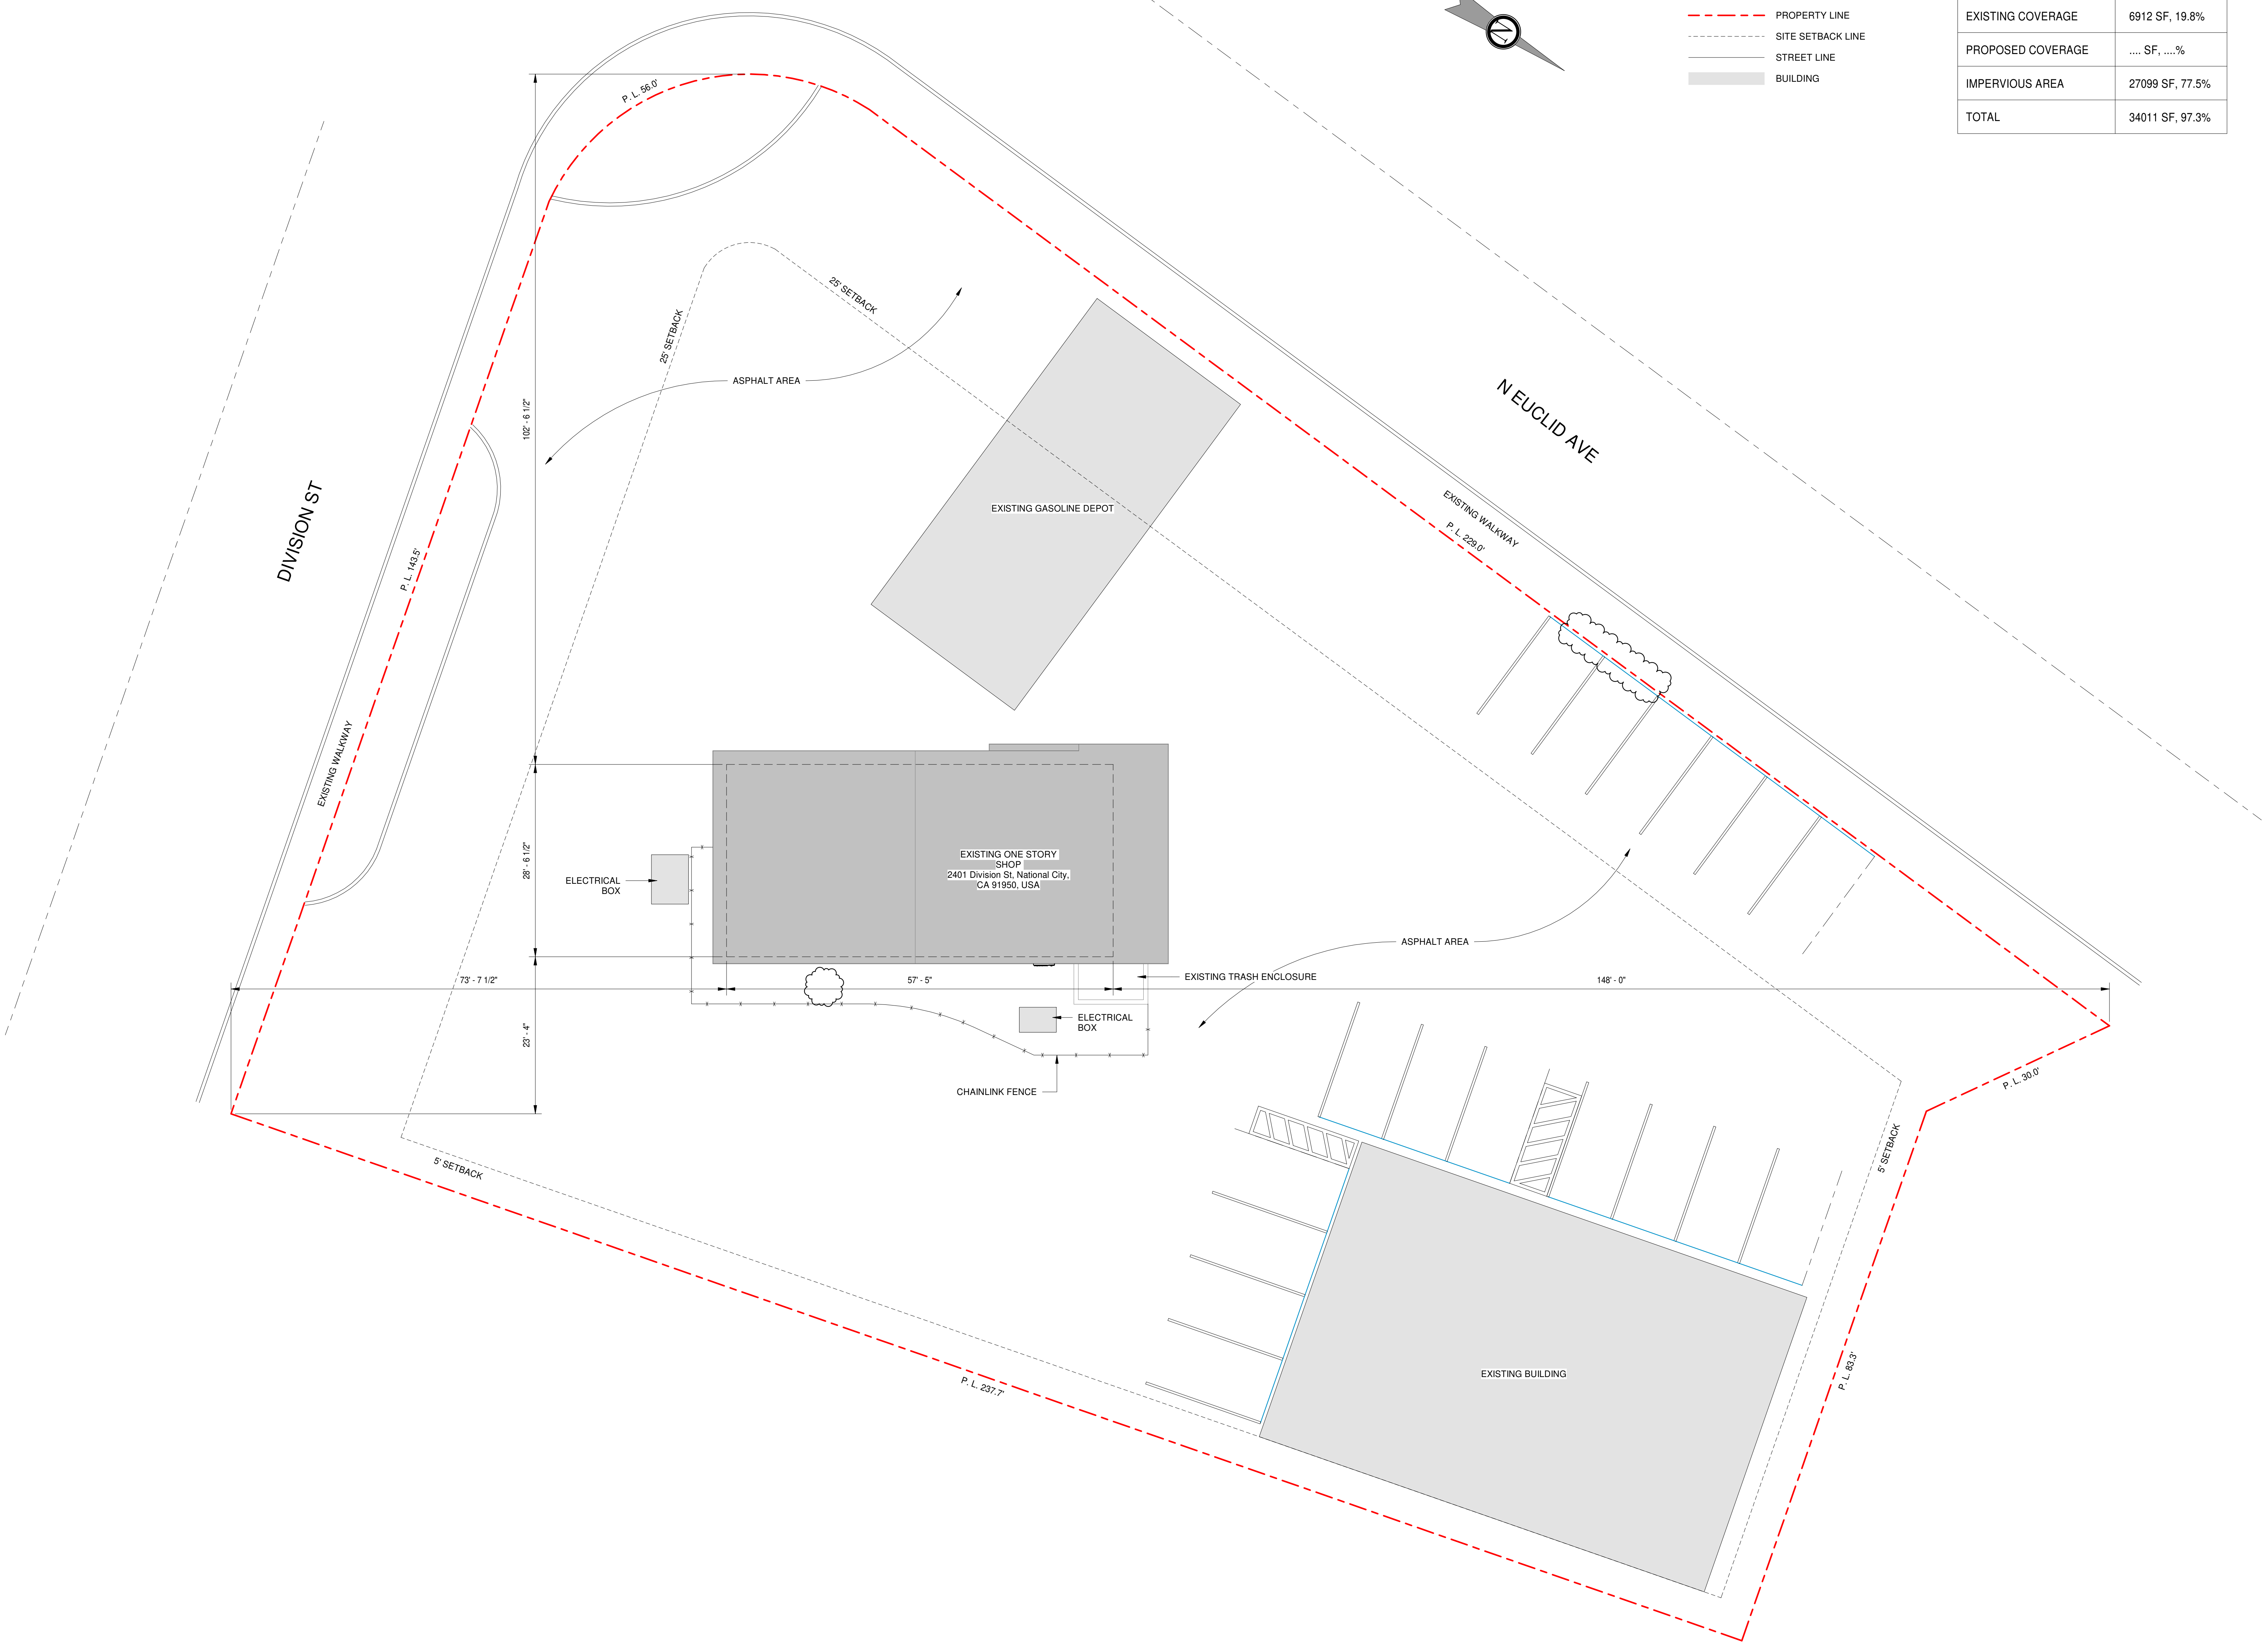 N
PROPERTY LINE
SITE SETBACK LINE
STREET LINE
BUILDING
EXISTING COVERAGE 6912 SF, 19.8%
PROPOSED COVERAGE .... SF, ....%
IMPERVIOUS AREA 27099 SF, 77.5%
TOTAL 34011 SF, 97.3%
P. L. 56.0'
25' SETBACK
25' SETBACK
ASPHALT AREA
102' - 6 1/2"
N EUCLID AVE
EXISTING GASOLINE DEPOT
EXISTING WALKWAY
P. L. 229.0'
DIVISION ST
P. L. 143.5'
EXISTING WALKWAY
28' - 6 1/2"
ELECTRICAL
BOX
EXISTING ONE STORY
SHOP
2401 Division St, National City,
CA 91950, USA
ASPHALT AREA
73' - 7 1/2"
57' - 5"
EXISTING TRASH ENCLOSURE
148' - 0"
ELECTRICAL
BOX
23' - 4"
CHAINLINK FENCE
P. L. 30.0'
5' SETBACK
5' SETBACK
P. L. 237.7'
EXISTING BUILDING
P. L. 83.3'